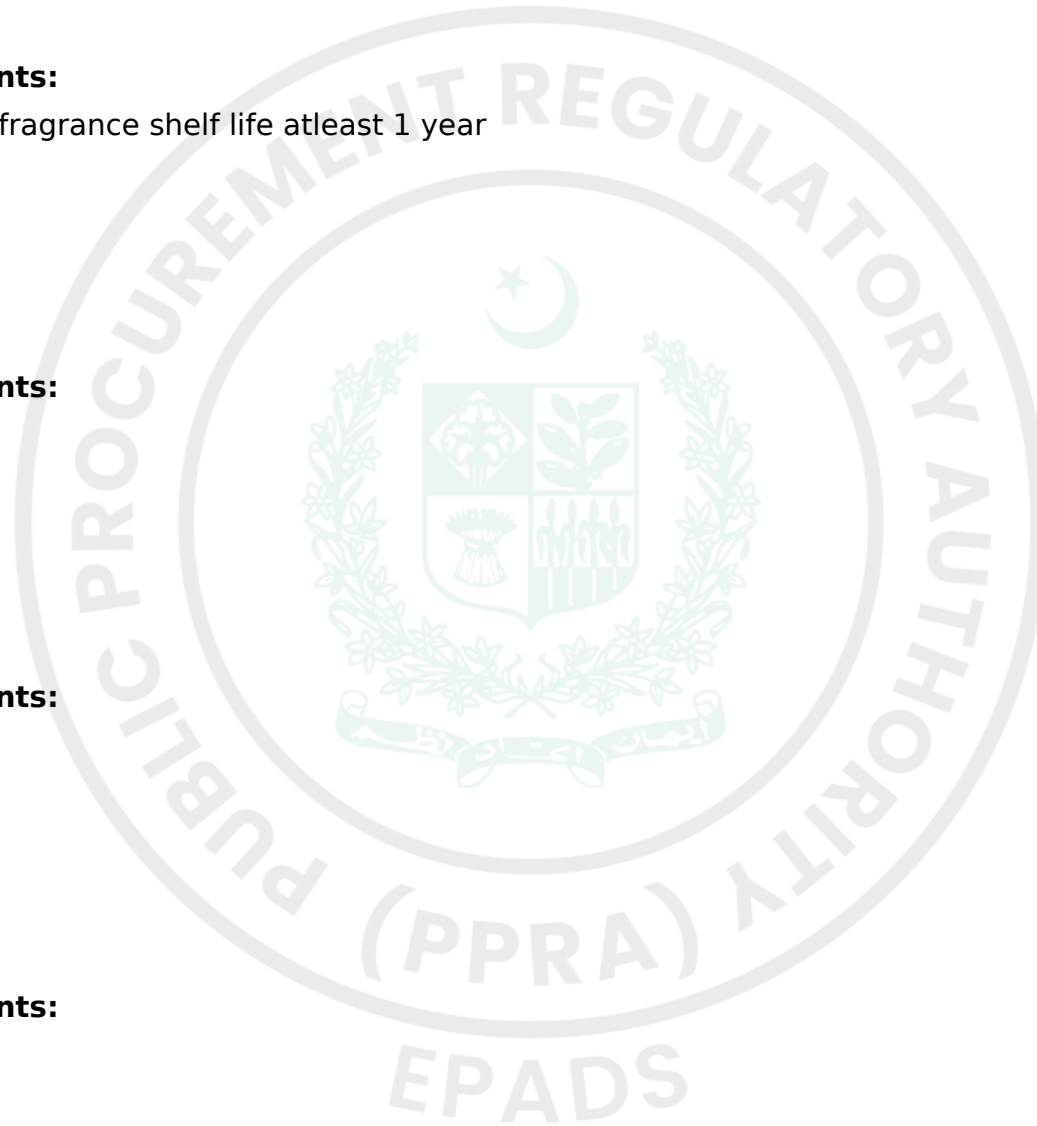 nts:
fragrance shelf life atleast 1 year
nts:
nts:
nts:
PUBLIC PROCUREMENT REGULATORY AUTHORITY
(PPRA)
EPADS